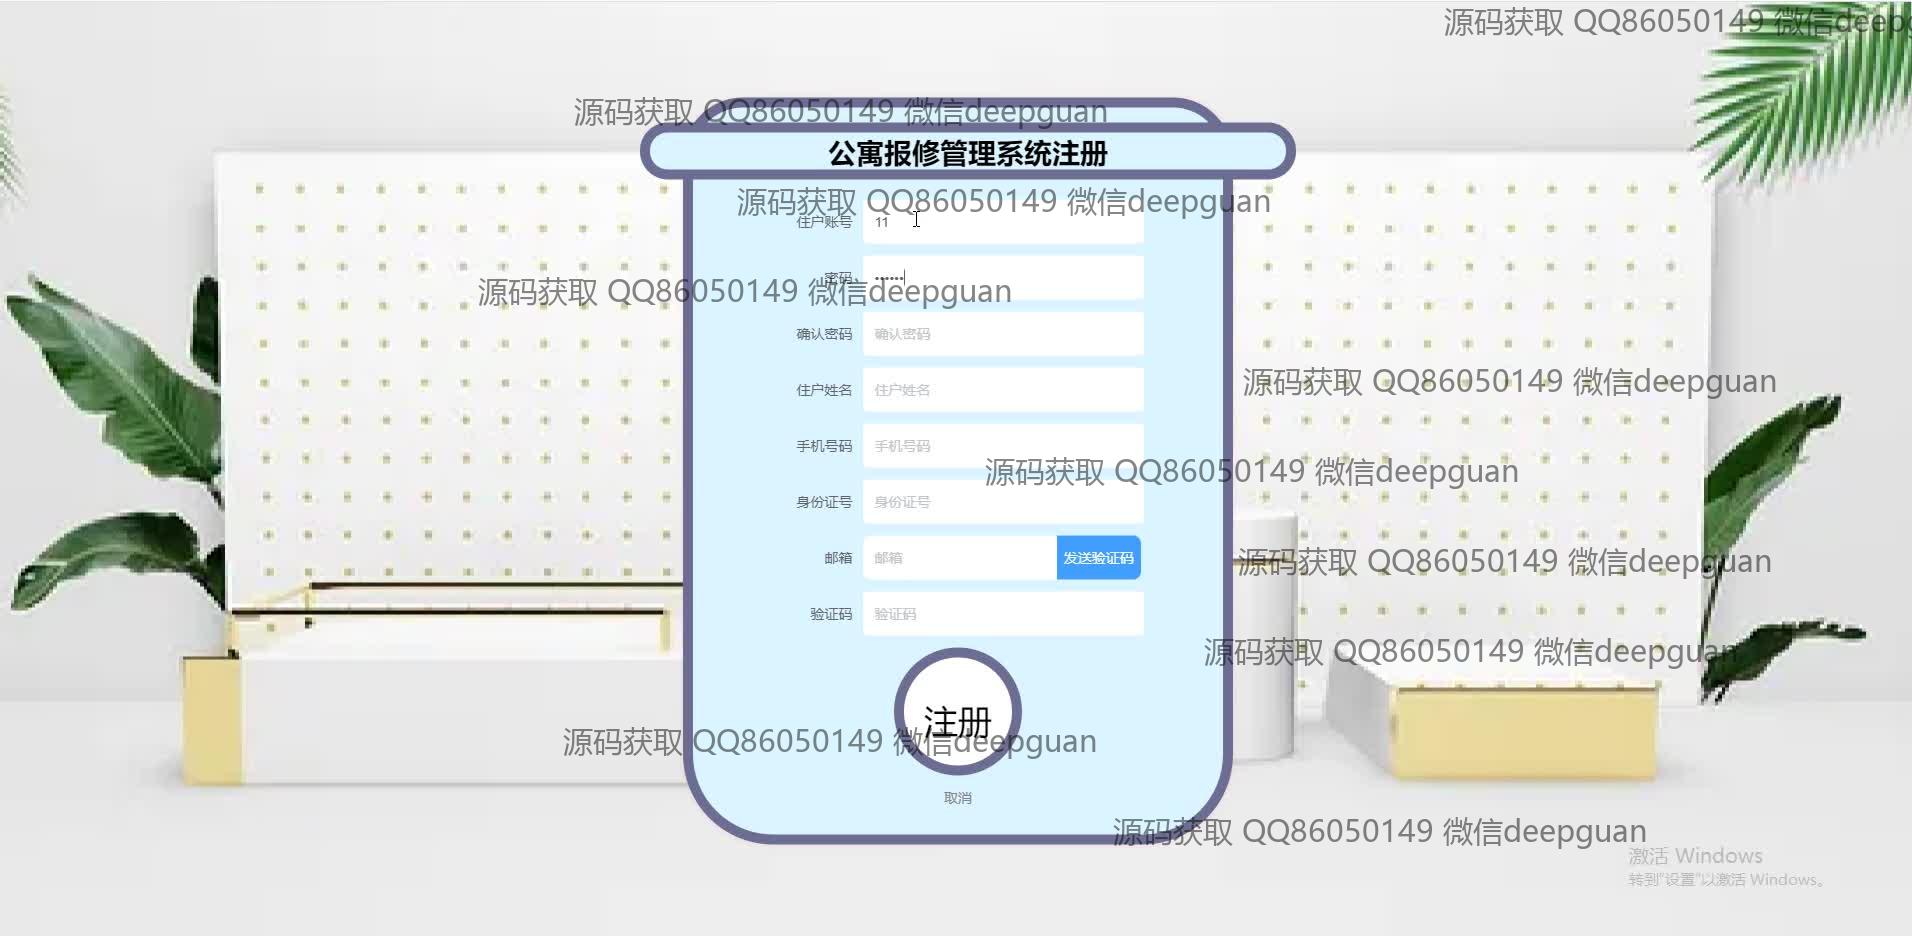 源码获取 QQ86050149 微信deepg
源码获取 QQ86050149 微信deepguan
公寓报修管理系统注册
源码获取 QQ86050149 微信deepguan
住户账号 11
密码 ••••••
源码获取 QQ86050149 微信deepguan
确认密码 确认密码
源码获取 QQ86050149 微信deepguan
住户姓名 住户姓名
手机号码 手机号码
源码获取 QQ86050149 微信deepguan
身份证号 身份证号
邮箱 邮箱 发送验证码
源码获取 QQ86050149 微信deepguan
验证码 验证码
源码获取 QQ86050149 微信deepguan
注册
源码获取 QQ86050149 微信deepguan
取消
源码获取 QQ86050149 微信deepguan
激活 Windows
转到"设置"以激活 Windows。